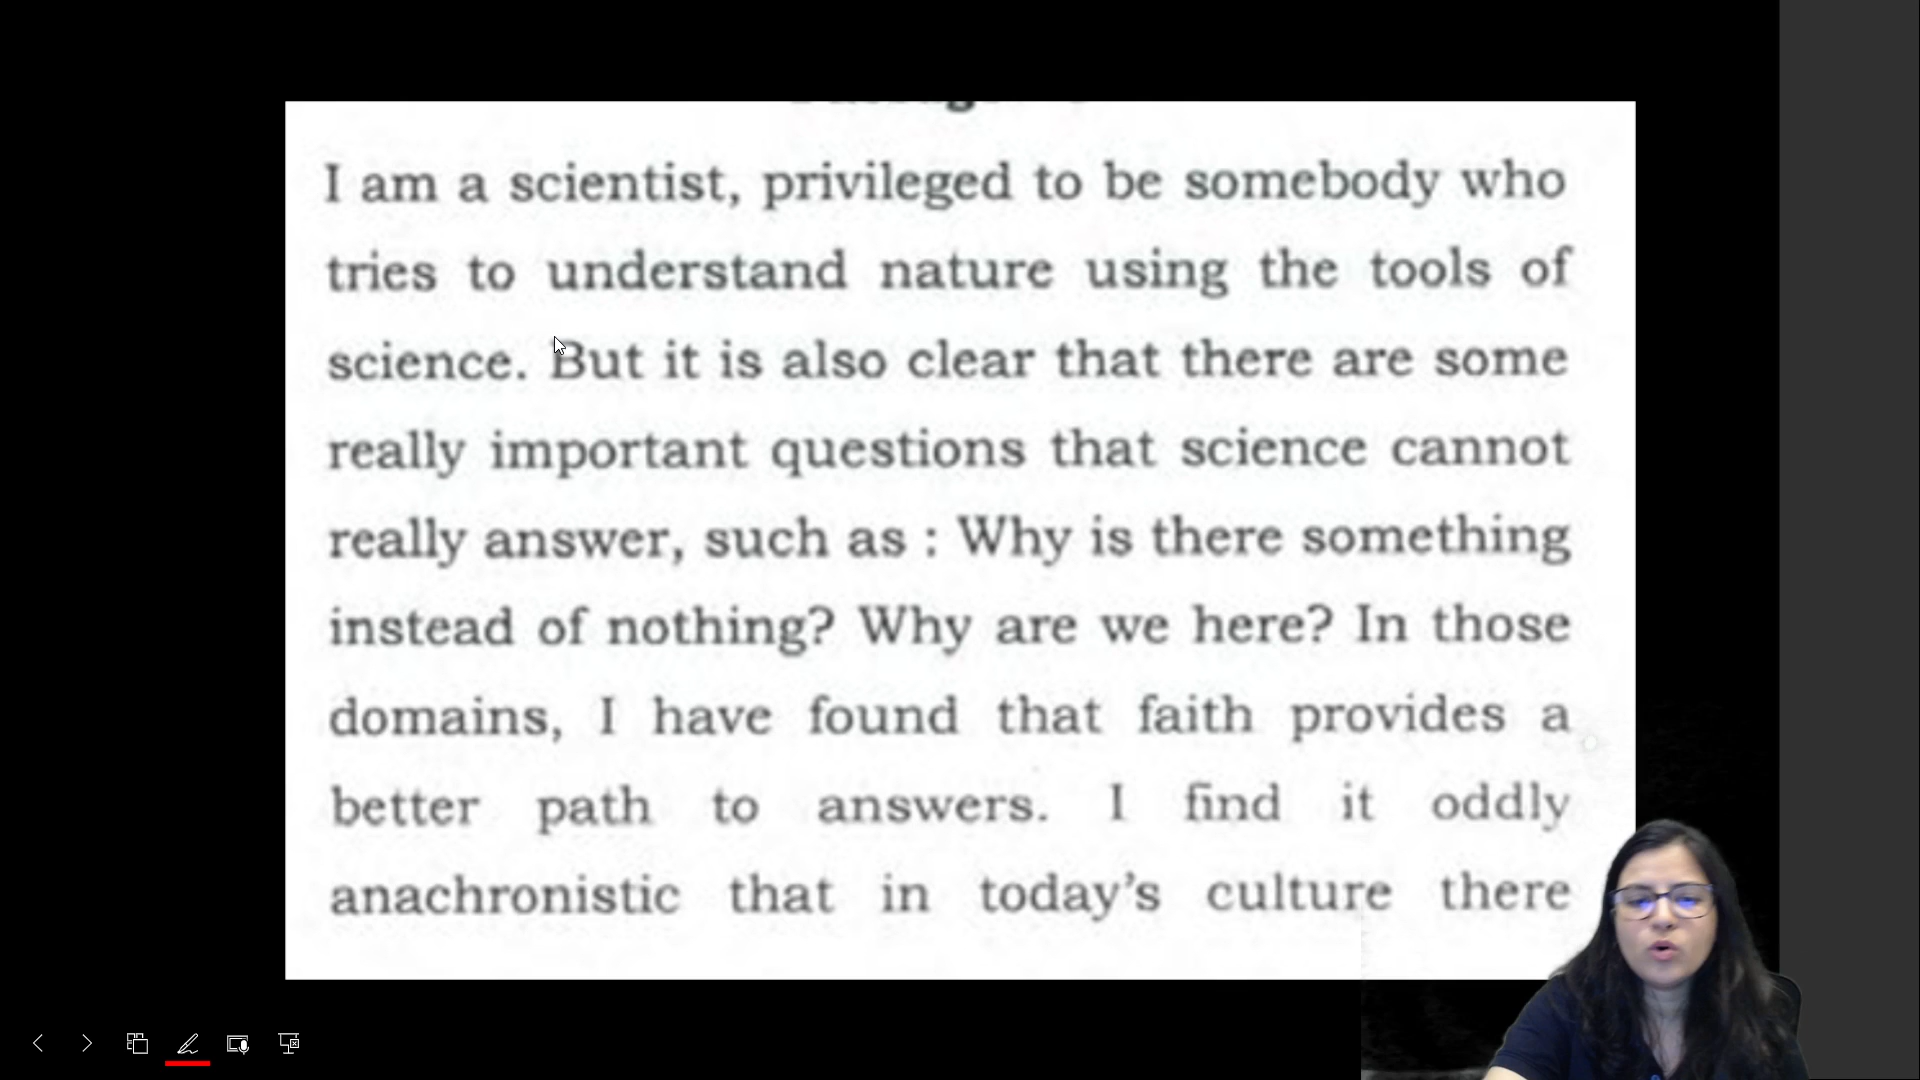 I am a scientist, privileged to be somebody who
tries to understand nature using the tools of
science. But it is also clear that there are some
really important questions that science cannot
really answer, such as : Why is there something
instead of nothing? Why are we here? In those
domains, I have found that faith provides a
better path to answers. I find it oddly
anachronistic that in today's culture there